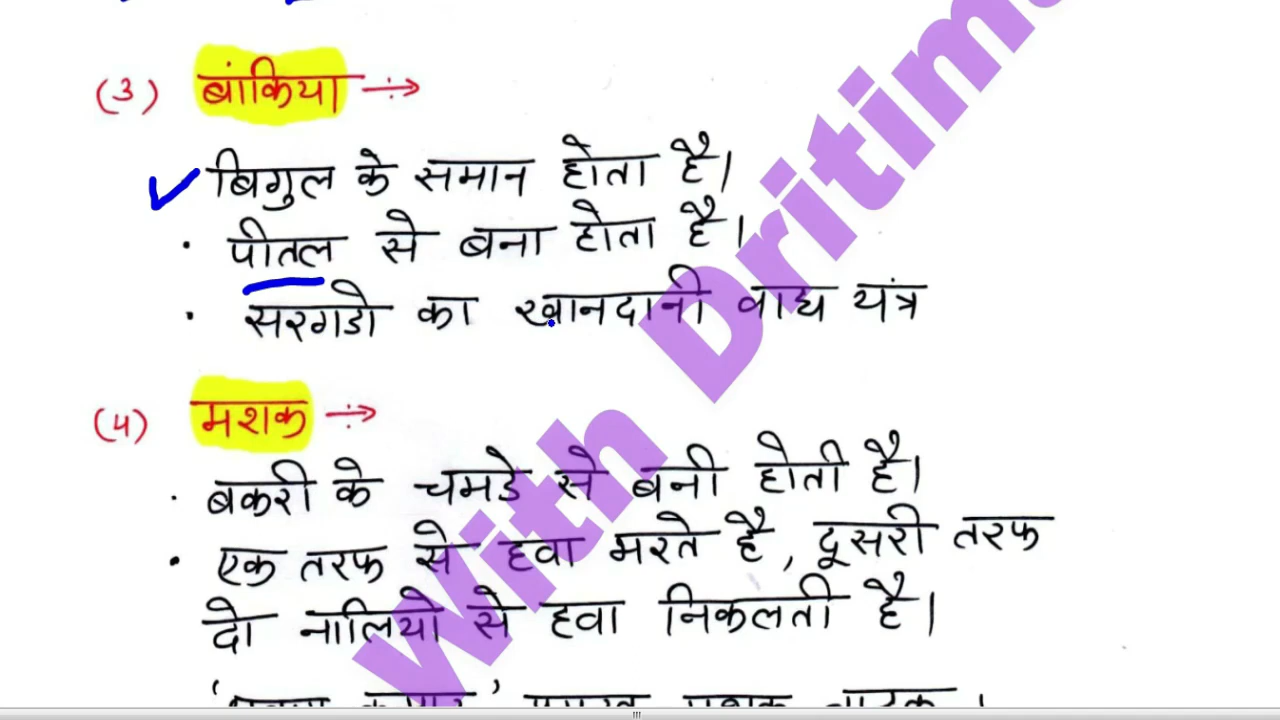 (3) बांकिया →
बिगुल के समान होता है।
· पीतल से बना होता है।
· सरगडो का खानदानी वाद्य यंत्र
(4) मशक →
· बकरी के चमडे से बनी होती है।
· एक तरफ से हवा भरते है, दूसरी तरफ
दो नालियो से हवा निकलती है।
With Dritim